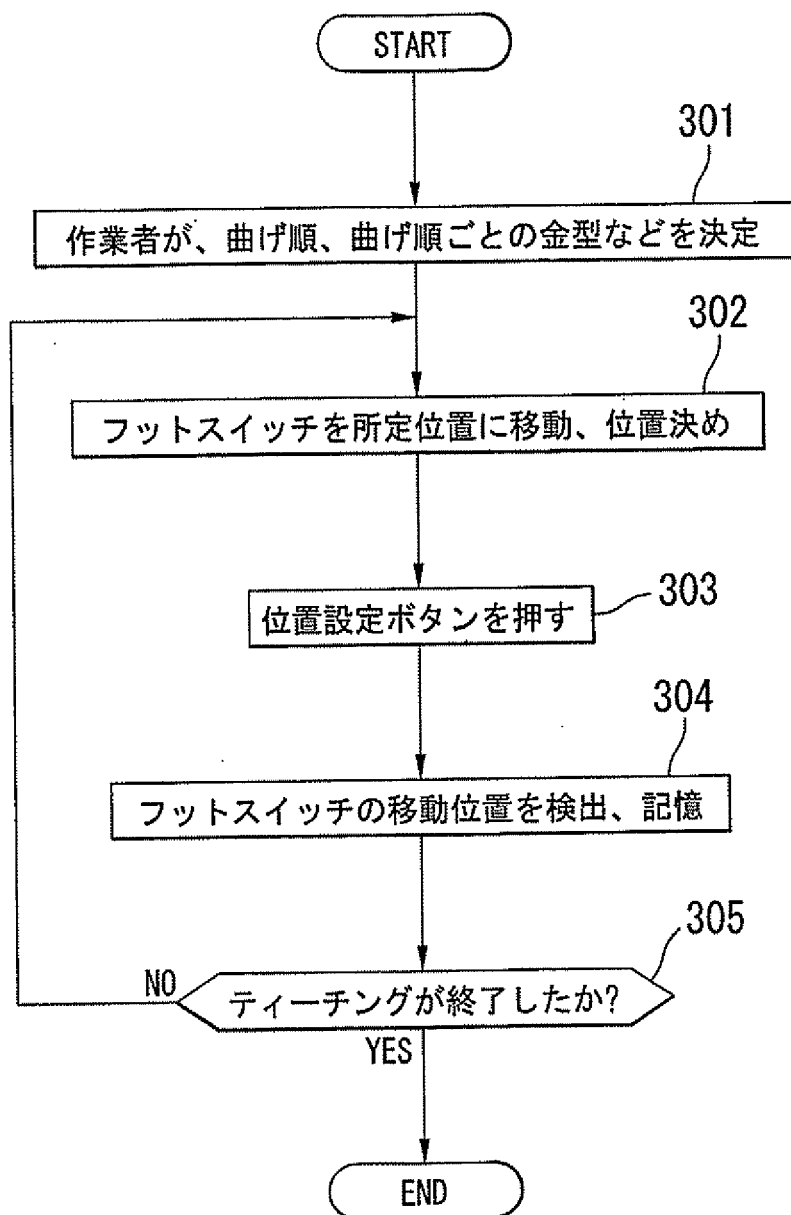 START
301
作業者が、曲げ順、曲げ順ごとの金型などを決定
302
フットスイッチを所定位置に移動、位置決め
303
位置設定ボタンを押す
304
フットスイッチの移動位置を検出、記憶
305
NO
ティーチングが終了したか?
YES
END